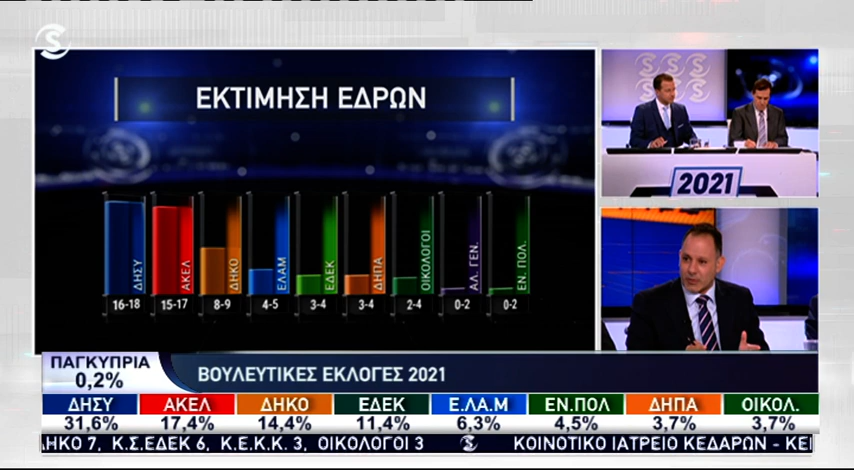 S
ΕΚΤΙΜΗΣΗ ΕΔΡΩΝ
ΔΗΣΥ ΑΚΕΛ ΔΗΚΟ ΕΛΑΜ ΕΔΕΚ ΔΗΠΑ ΟΙΚΟΛΟΓΟΙ ΑΛ. ΓΕΝ. ΕΝ. ΠΟΛ.
16-18 15-17 8-9 4-5 3-4 3-4 2-4 0-2 0-2
2021
ΠΑΓΚΥΠΡΙΑ
0,2%
ΒΟΥΛΕΥΤΙΚΕΣ ΕΚΛΟΓΕΣ 2021
ΔΗΣΥ ΑΚΕΛ ΔΗΚΟ ΕΔΕΚ Ε.ΛΑ.Μ ΕΝ.ΠΟΛ ΔΗΠΑ ΟΙΚΟΛ.
31,6% 17,4% 14,4% 11,4% 6,3% 4,5% 3,7% 3,7%
ΗΚΟ 7, Κ.Σ.ΕΔΕΚ 6, Κ.Ε.Κ.Κ. 3, ΟΙΚΟΛΟΓΟΙ 3 S ΚΟΙΝΟΤΙΚΟ ΙΑΤΡΕΙΟ ΚΕΔΑΡΩΝ - ΚΕΙ